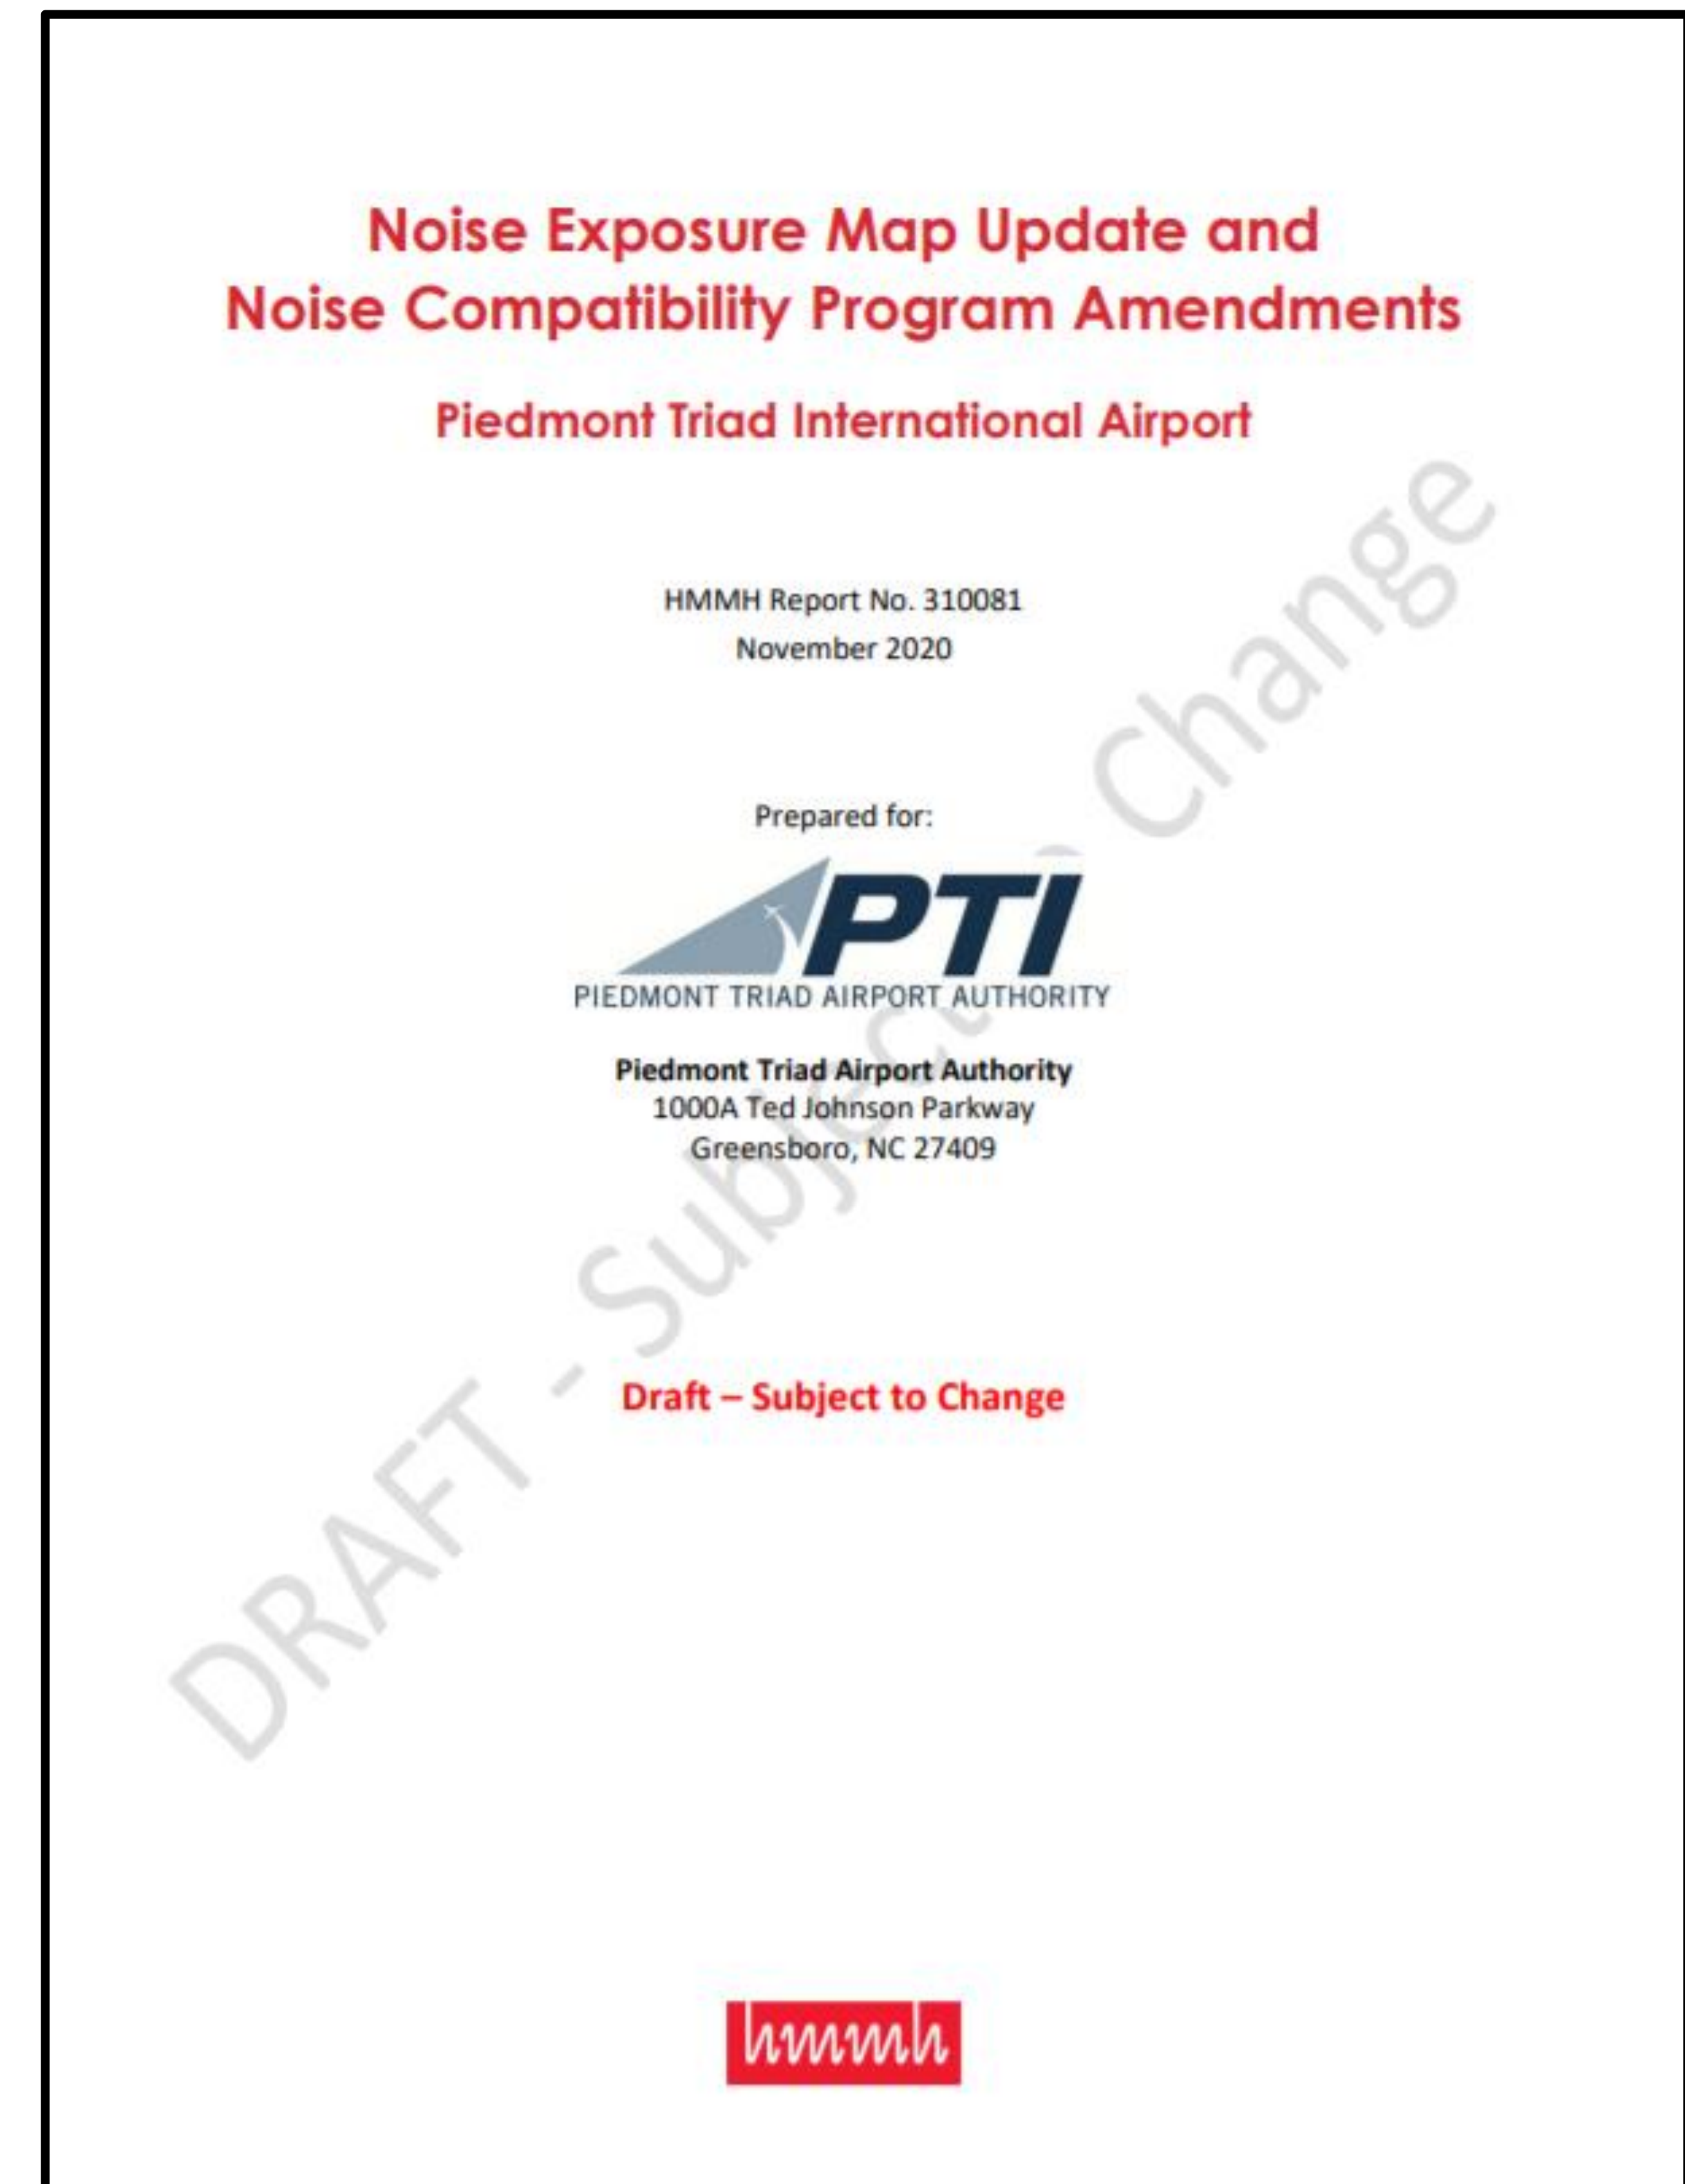 Noise Exposure Map Update and
Noise Compatibility Program Amendments
Piedmont Triad International Airport
HMMH Report No. 310081
November 2020
Prepared for:
PTI
PIEDMONT TRIAD AIRPORT AUTHORITY
Piedmont Triad Airport Authority
1000A Ted Johnson Parkway
Greensboro, NC 27409
Draft – Subject to Change
DRAFT - Subject to Change
hmmh